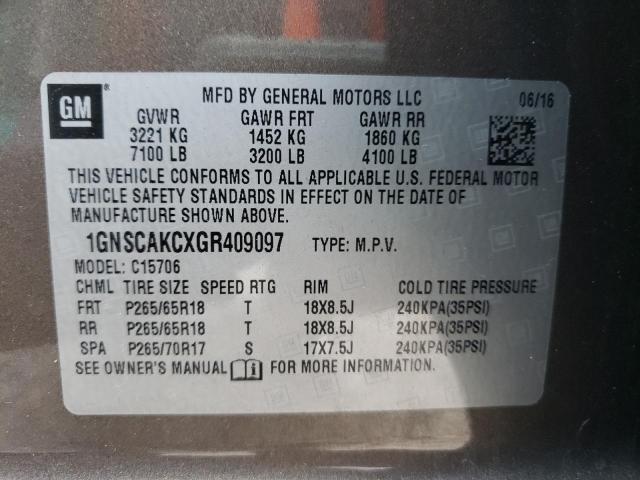 GM ® MFD BY GENERAL MOTORS LLC 06/16
GVWR GAWR FRT GAWR RR
3221 KG 1452 KG 1860 KG
7100 LB 3200 LB 4100 LB
THIS VEHICLE CONFORMS TO ALL APPLICABLE U.S. FEDERAL MOTOR
VEHICLE SAFETY STANDARDS IN EFFECT ON THE DATE OF
MANUFACTURE SHOWN ABOVE.
1GNSCAKCXGR409097 TYPE: M.P.V.
MODEL: C15706
CHML TIRE SIZE SPEED RTG RIM COLD TIRE PRESSURE
FRT P265/65R18 T 18X8.5J 240KPA(35PSI)
RR P265/65R18 T 18X8.5J 240KPA(35PSI)
SPA P265/70R17 S 17X7.5J 240KPA(35PSI)
SEE OWNER'S MANUAL FOR MORE INFORMATION.